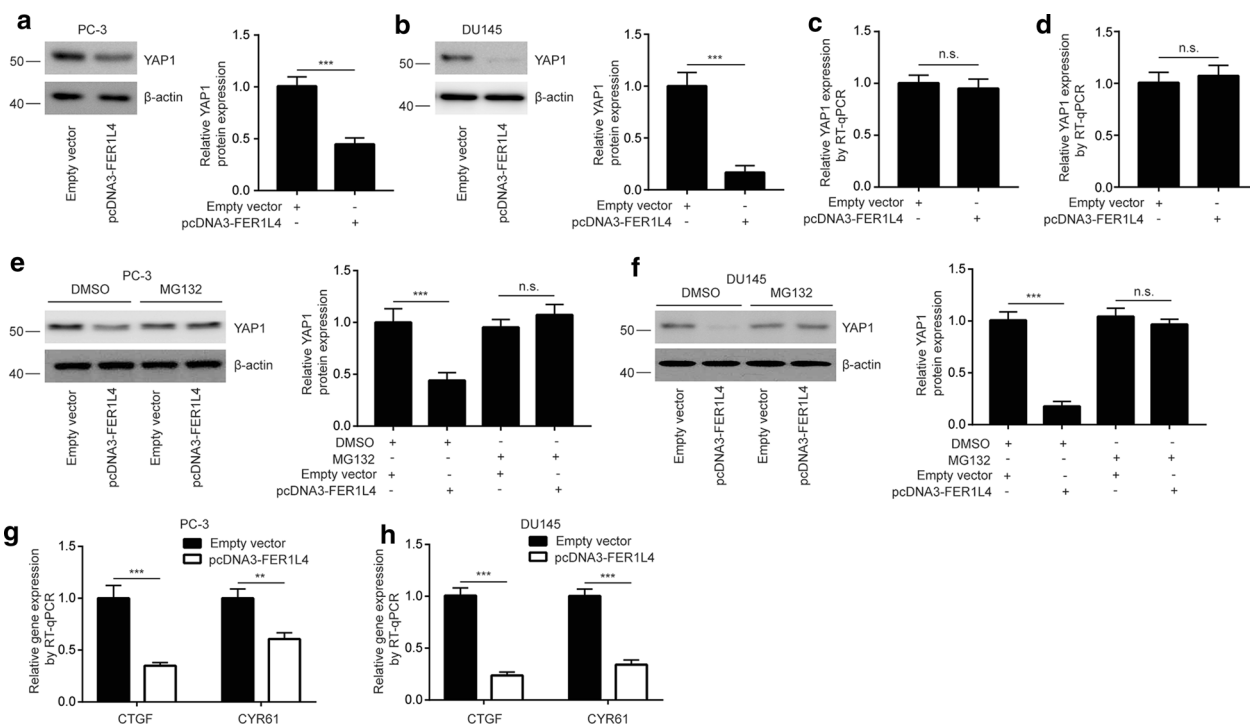 a
PC-3
50
YAP1
40
β-actin
Empty vector
pcDNA3-FER1L4
Relative YAP1
protein expression
1.5
1.0
0.5
0.0
***
Empty vector + -
pcDNA3-FER1L4 - +
b
DU145
50
YAP1
40
β-actin
Empty vector
pcDNA3-FER1L4
Relative YAP1
protein expression
1.5
1.0
0.5
0.0
***
Empty vector + -
pcDNA3-FER1L4 - +
c
Relative YAP1 expression
by RT-qPCR
1.5
1.0
0.5
0.0
n.s.
Empty vector + -
pcDNA3-FER1L4 - +
d
Relative YAP1 expression
by RT-qPCR
1.5
1.0
0.5
0.0
n.s.
Empty vector + -
pcDNA3-FER1L4 - +
e
PC-3
DMSO MG132
50
YAP1
40
β-actin
Empty vector
pcDNA3-FER1L4
Empty vector
pcDNA3-FER1L4
Relative YAP1
protein expression
1.5
1.0
0.5
0.0
*** n.s.
DMSO + + - -
MG132 - - + +
Empty vector + - + -
pcDNA3-FER1L4 - + - +
f
DU145
DMSO MG132
50
YAP1
40
β-actin
Empty vector
pcDNA3-FER1L4
Empty vector
pcDNA3-FER1L4
Relative YAP1
protein expression
1.5
1.0
0.5
0.0
*** n.s.
DMSO + + - -
MG132 - - + +
Empty vector + - + -
pcDNA3-FER1L4 - + - +
g
PC-3
Empty vector
pcDNA3-FER1L4
Relative gene expression
by RT-qPCR
1.5
1.0
0.5
0.0
*** **
CTGF CYR61
h
DU145
Empty vector
pcDNA3-FER1L4
Relative gene expression
by RT-qPCR
1.5
1.0
0.5
0.0
*** ***
CTGF CYR61